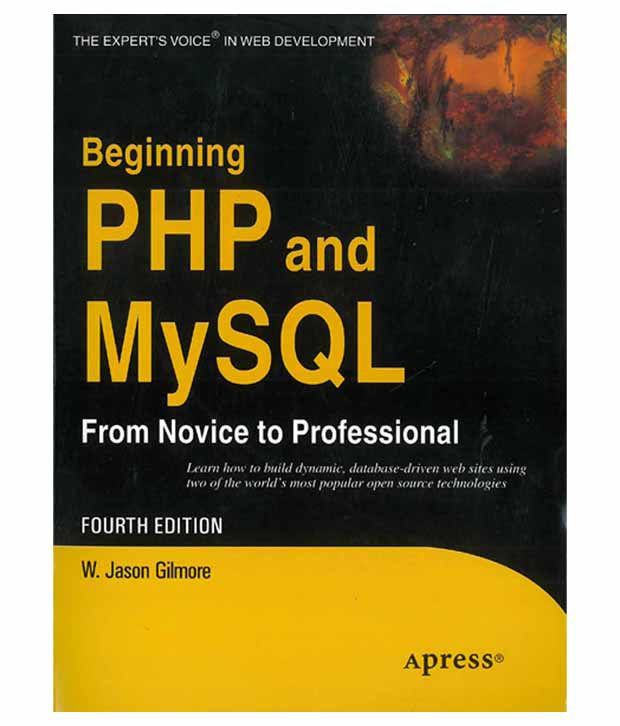 THE EXPERT'S VOICE® IN WEB DEVELOPMENT
Beginning
PHP and
MySQL
From Novice to Professional
Learn how to build dynamic, database-driven web sites using
two of the world's most popular open source technologies
FOURTH EDITION
W. Jason Gilmore
Apress®